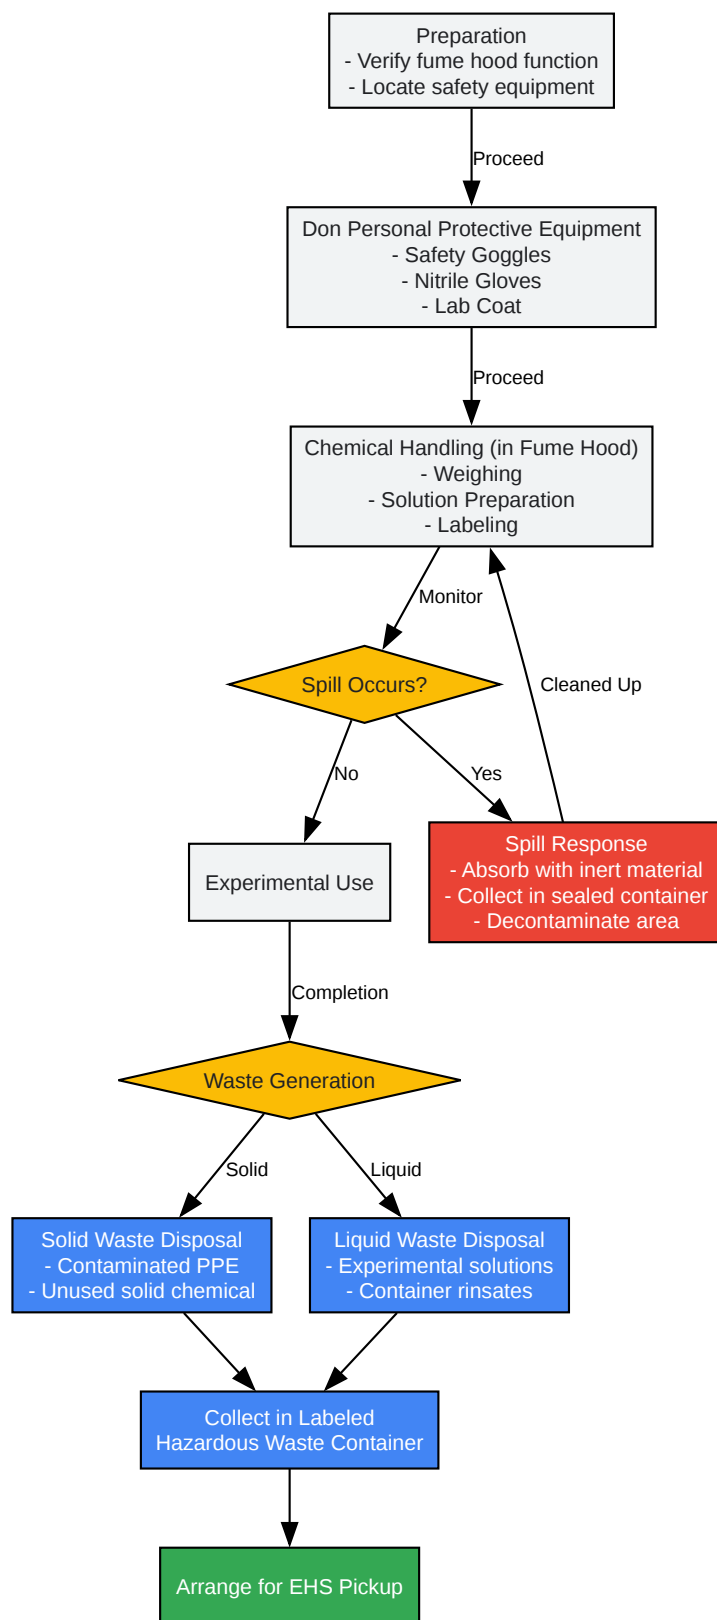 Preparation
- Verify fume hood function
- Locate safety equipment
Proceed
Don Personal Protective Equipment
- Safety Goggles
- Nitrile Gloves
- Lab Coat
Proceed
Chemical Handling (in Fume Hood)
- Weighing
- Solution Preparation
- Labeling
Monitor
Spill Occurs?
Cleaned Up
No
Yes
Spill Response
- Absorb with inert material
- Collect in sealed container
- Decontaminate area
Experimental Use
Completion
Waste Generation
Solid
Liquid
Solid Waste Disposal
- Contaminated PPE
- Unused solid chemical
Liquid Waste Disposal
- Experimental solutions
- Container rinsates
Collect in Labeled
Hazardous Waste Container
Arrange for EHS Pickup